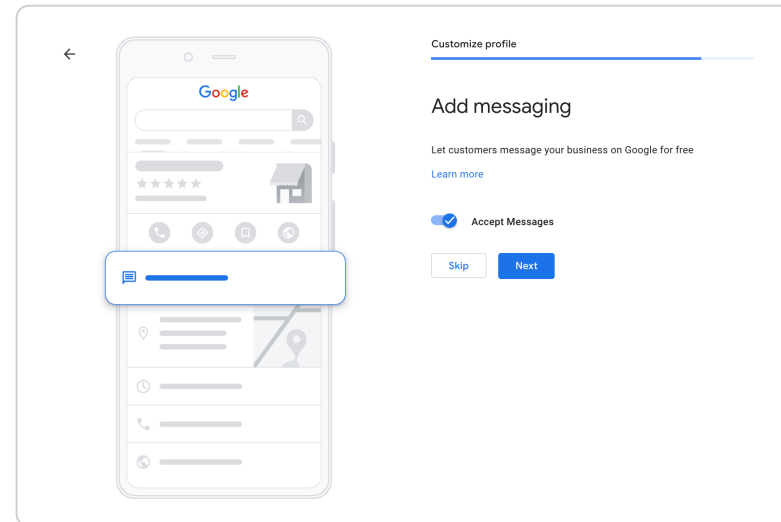 Customize profile
Google
Add messaging
Let customers message your business on Google for free
Learn more
Accept Messages
Skip
Next